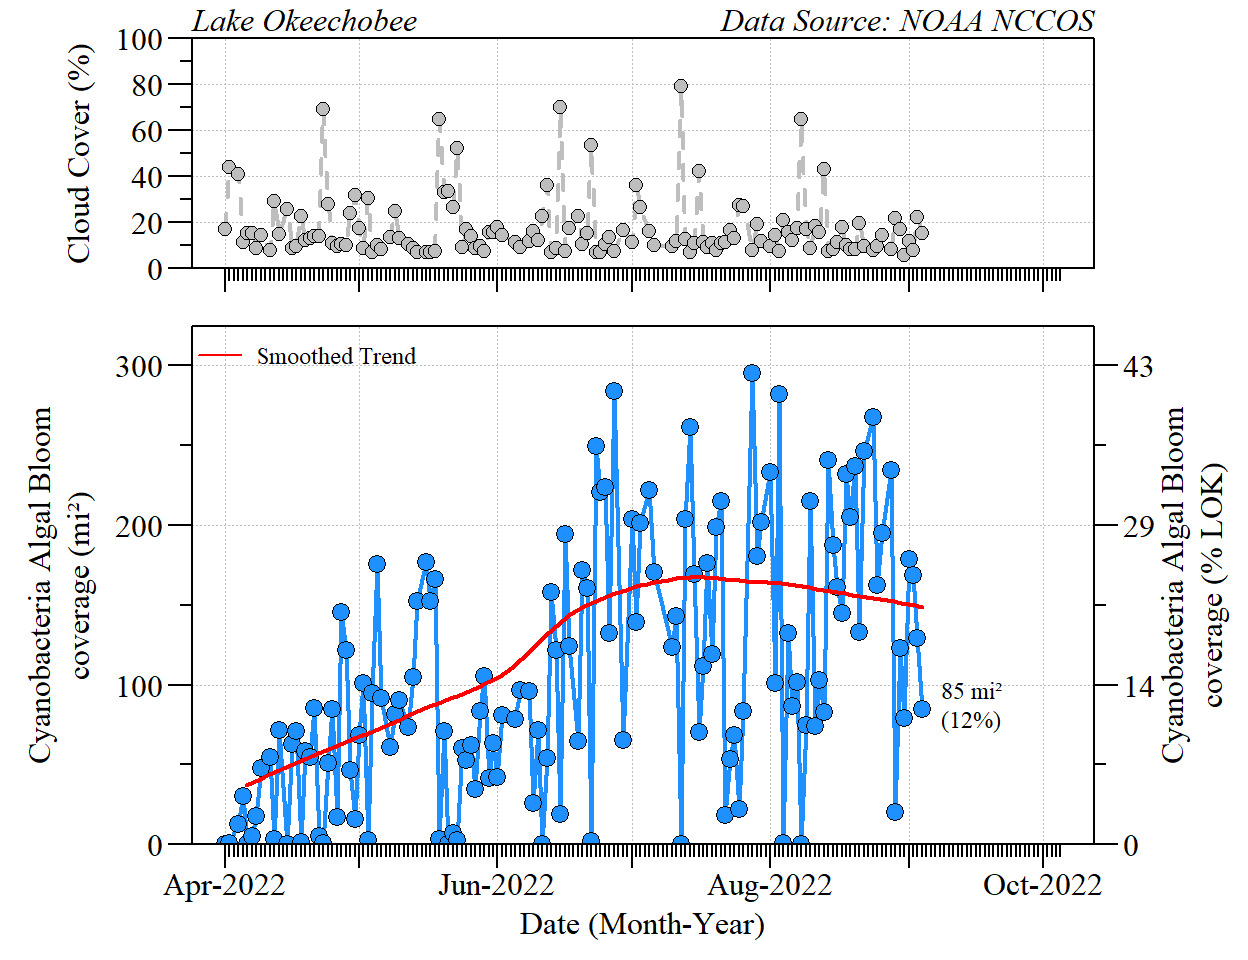 Lake Okeechobee
Data Source: NOAA NCCOS
Cloud Cover (%)
100
80
60
40
20
0
Smoothed Trend
Cyanobacteria Algal Bloom
coverage (mi²)
300
200
100
0
43
29
14
0
Cyanobacteria Algal Bloom
coverage (% LOK)
85 mi²
(12%)
Apr-2022
Jun-2022
Aug-2022
Oct-2022
Date (Month-Year)